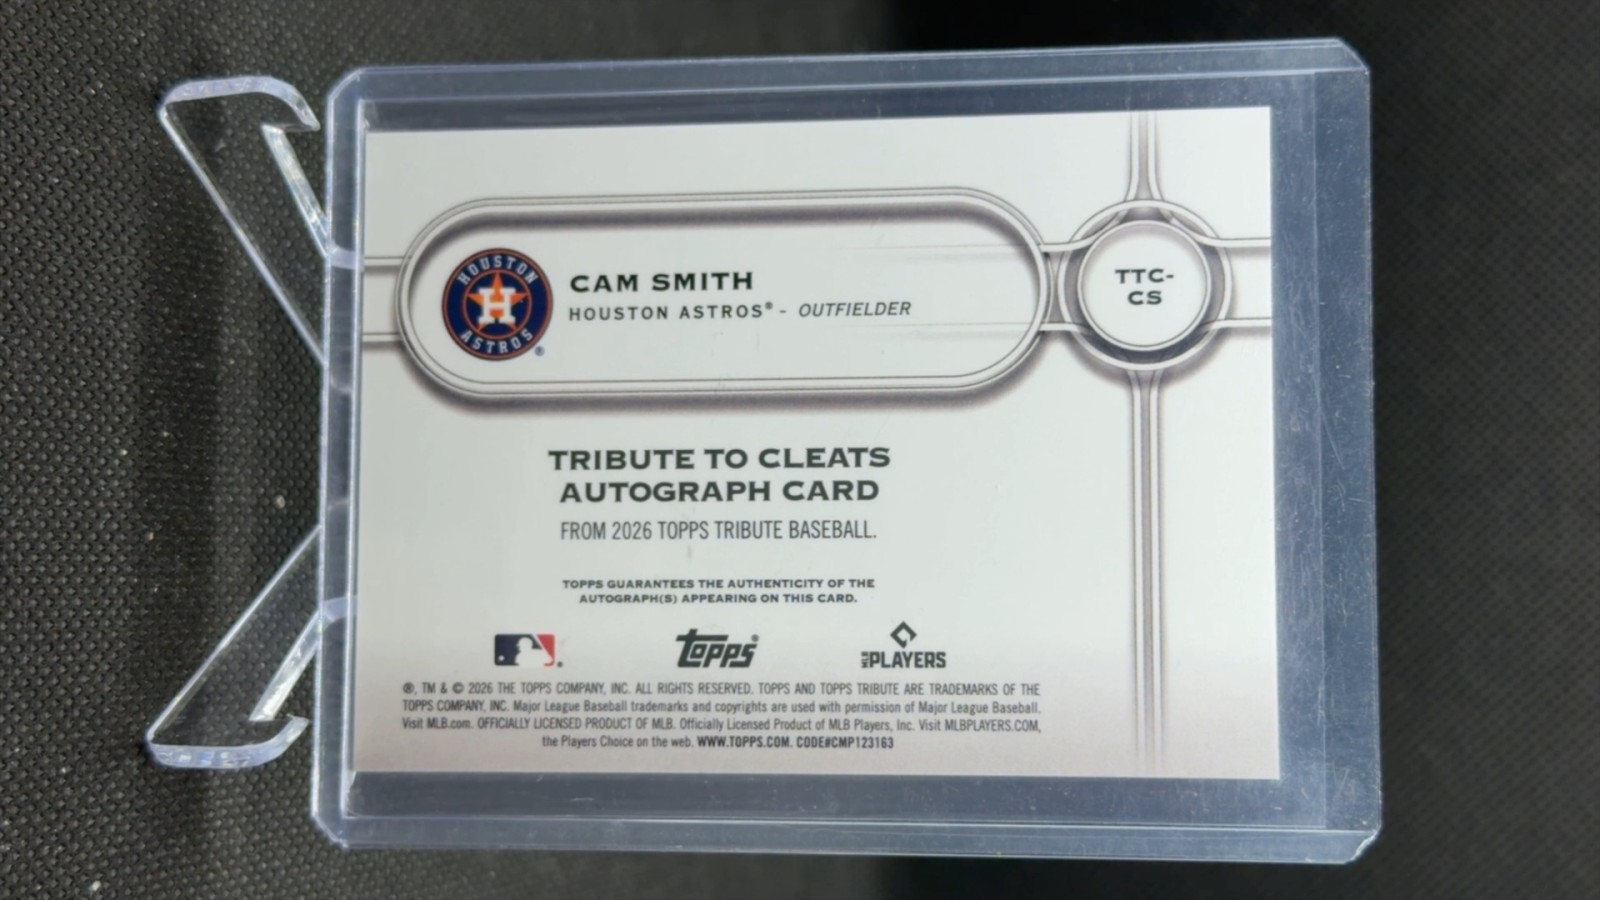 HOUSTON
H
ASTROS®
CAM SMITH
HOUSTON ASTROS® - OUTFIELDER
TTC-
CS
TRIBUTE TO CLEATS
AUTOGRAPH CARD
FROM 2026 TOPPS TRIBUTE BASEBALL.
TOPPS GUARANTEES THE AUTHENTICITY OF THE
AUTOGRAPH(S) APPEARING ON THIS CARD.
topps®
MLB PLAYERS
®, TM & © 2026 THE TOPPS COMPANY, INC. ALL RIGHTS RESERVED. TOPPS AND TOPPS TRIBUTE ARE TRADEMARKS OF THE
TOPPS COMPANY, INC. Major League Baseball trademarks and copyrights are used with permission of Major League Baseball.
Visit MLB.com. OFFICIALLY LICENSED PRODUCT OF MLB. Officially Licensed Product of MLB Players, Inc. Visit MLBPLAYERS.COM,
the Players Choice on the web. WWW.TOPPS.COM. CODE#CMP123163